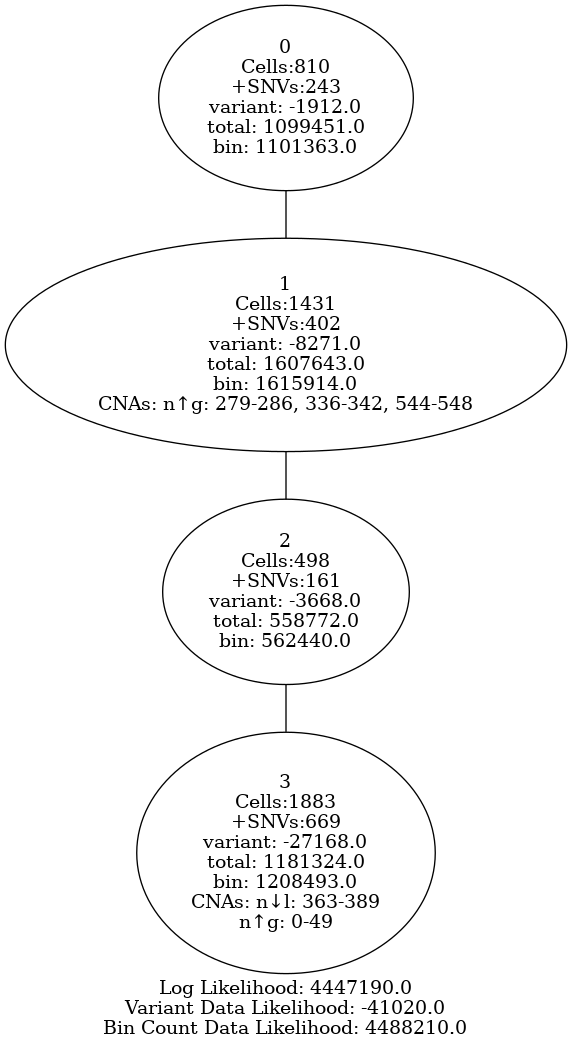 0
Cells:810
+SNVs:243
variant: -1912.0
total: 1099451.0
bin: 1101363.0
1
Cells:1431
+SNVs:402
variant: -8271.0
total: 1607643.0
bin: 1615914.0
CNAs: n↑g: 279-286, 336-342, 544-548
2
Cells:498
+SNVs:161
variant: -3668.0
total: 558772.0
bin: 562440.0
3
Cells:1883
+SNVs:669
variant: -27168.0
total: 1181324.0
bin: 1208493.0
CNAs: n↓l: 363-389
n↑g: 0-49
Log Likelihood: 4447190.0
Variant Data Likelihood: -41020.0
Bin Count Data Likelihood: 4488210.0